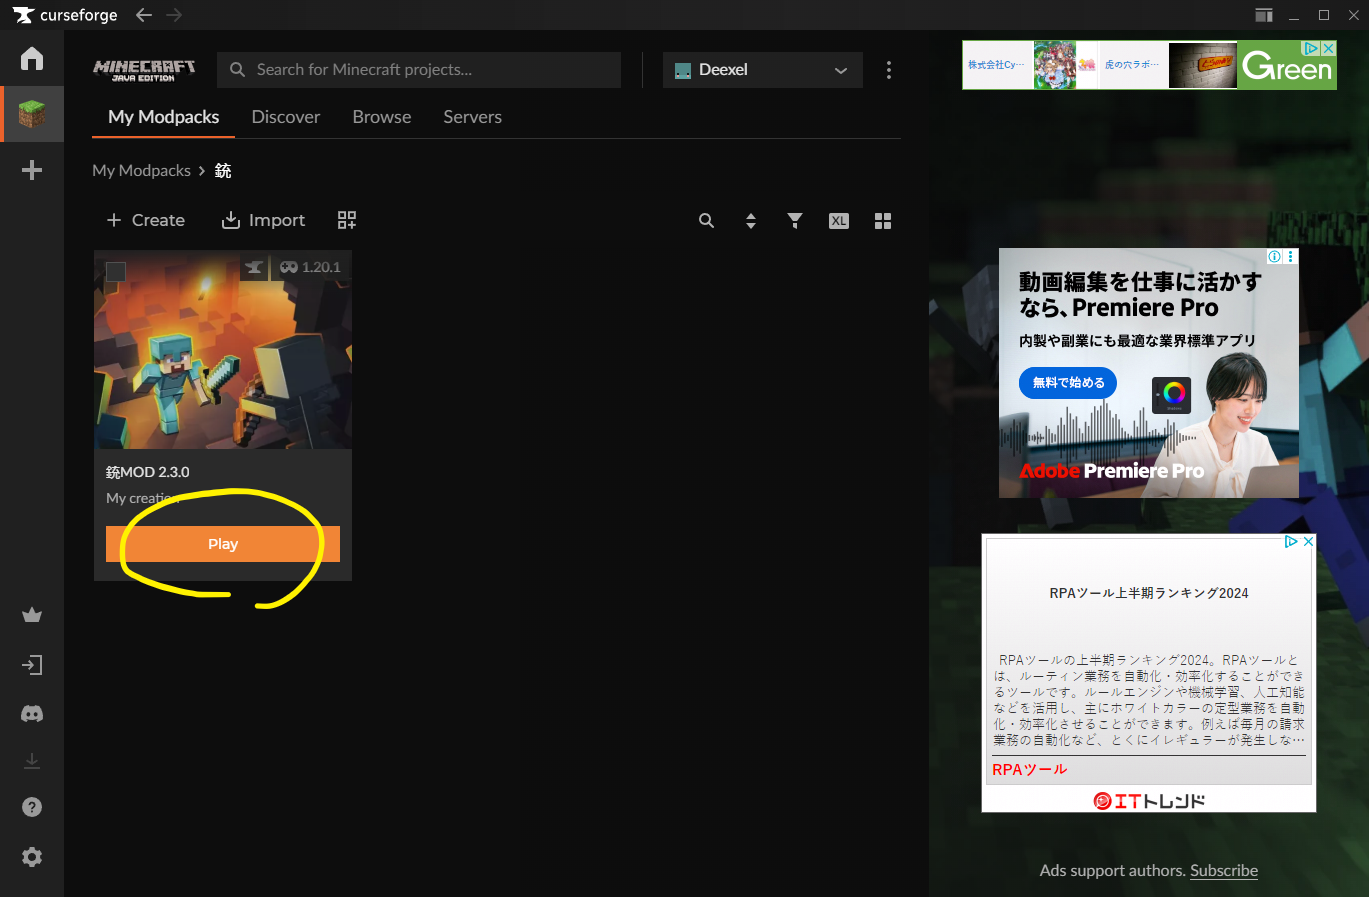 curseforge
MINECRAFT
JAVA EDITION
Search for Minecraft projects...
Deexel
My Modpacks
Discover
Browse
Servers
My Modpacks > 銃
Create
Import
XL
1.20.1
銃MOD 2.3.0
My creation
Play
株式会社Cy…
虎の穴ラボ…
Green
動画編集を仕事に活かす
なら、Premiere Pro
内製や副業にも最適な業界標準アプリ
無料で始める
Adobe Premiere Pro
RPAツール上半期ランキング2024
RPAツールの上半期ランキング2024。RPAツールと
は、ルーティン業務を自動化・効率化することができ
るツールです。ルールエンジンや機械学習、人工知能
などを活用し、主にホワイトカラーの定型業務を自動
化・効率化させることができます。例えば毎月の請求
業務の自動化など、とくにイレギュラーが発生しな…
RPAツール
ITトレンド
Ads support authors. Subscribe